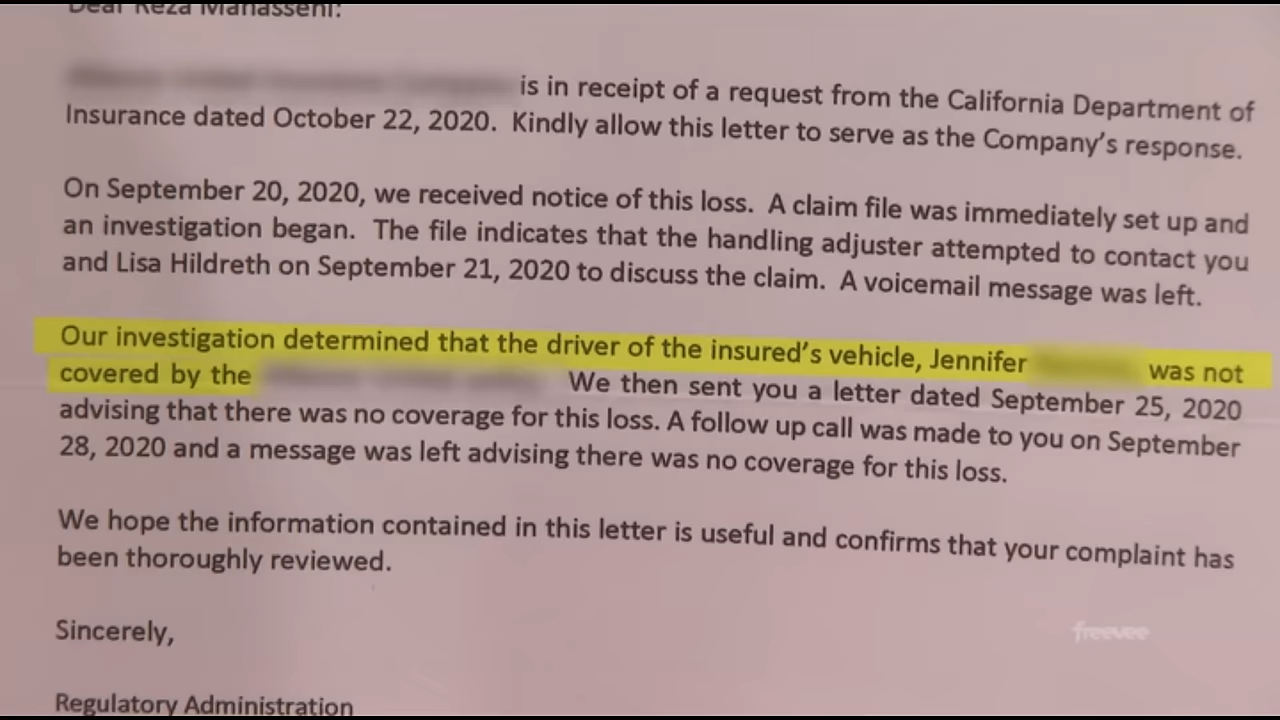 Dear Reza Manasseni:
is in receipt of a request from the California Department of
Insurance dated October 22, 2020. Kindly allow this letter to serve as the Company's response.
On September 20, 2020, we received notice of this loss. A claim file was immediately set up and
an investigation began. The file indicates that the handling adjuster attempted to contact you
and Lisa Hildreth on September 21, 2020 to discuss the claim. A voicemail message was left.
Our investigation determined that the driver of the insured's vehicle, Jennifer was not
covered by the We then sent you a letter dated September 25, 2020
advising that there was no coverage for this loss. A follow up call was made to you on September
28, 2020 and a message was left advising there was no coverage for this loss.
We hope the information contained in this letter is useful and confirms that your complaint has
been thoroughly reviewed.
Sincerely,
freevee
Regulatory Administration